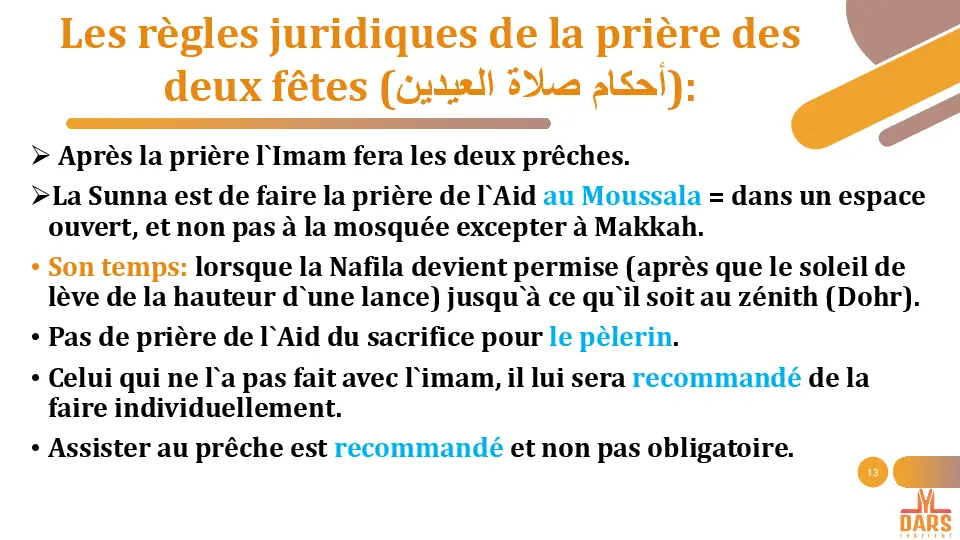 Les règles juridiques de la prière des
deux fêtes (أحكام صلاة العيدين):
➢ Après la prière l`Imam fera les deux prêches.
➢La Sunna est de faire la prière de l`Aid au Moussala = dans un espace
ouvert, et non pas à la mosquée excepter à Makkah.
• Son temps: lorsque la Nafila devient permise (après que le soleil de
lève de la hauteur d`une lance) jusqu`à ce qu`il soit au zénith (Dohr).
• Pas de prière de l`Aid du sacrifice pour le pèlerin.
• Celui qui ne l`a pas fait avec l`imam, il lui sera recommandé de la
faire individuellement.
• Assister au prêche est recommandé et non pas obligatoire.
13
DARS
INSTITUT